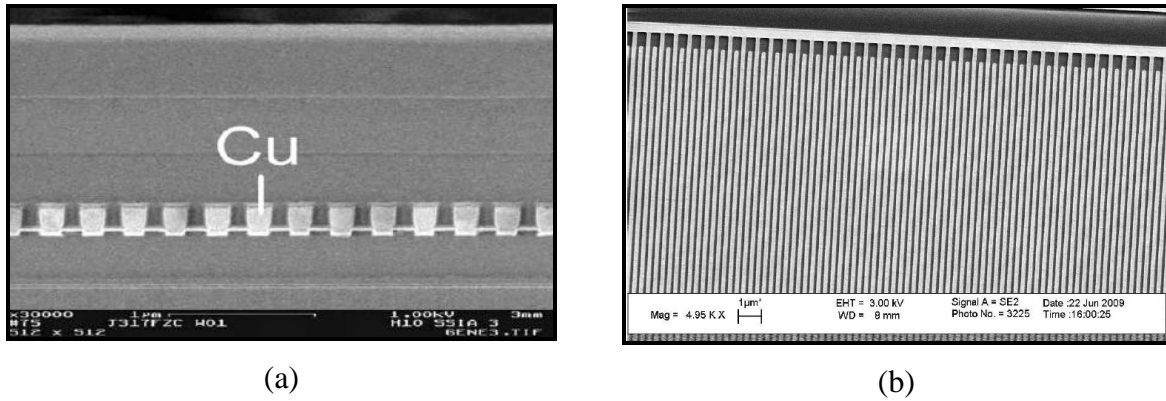 Cu
x30000 1µm 1.00kV 3mm
#75 J317FZC W01 M10 SSIA 3
512 x 512 GENE3.TIF
(a)
1µm*
EHT = 3.00 kV Signal A = SE2 Date :22 Jun 2009
Mag = 4.95 K X WD = 8 mm Photo No. = 3225 Time :16:00:25
(b)